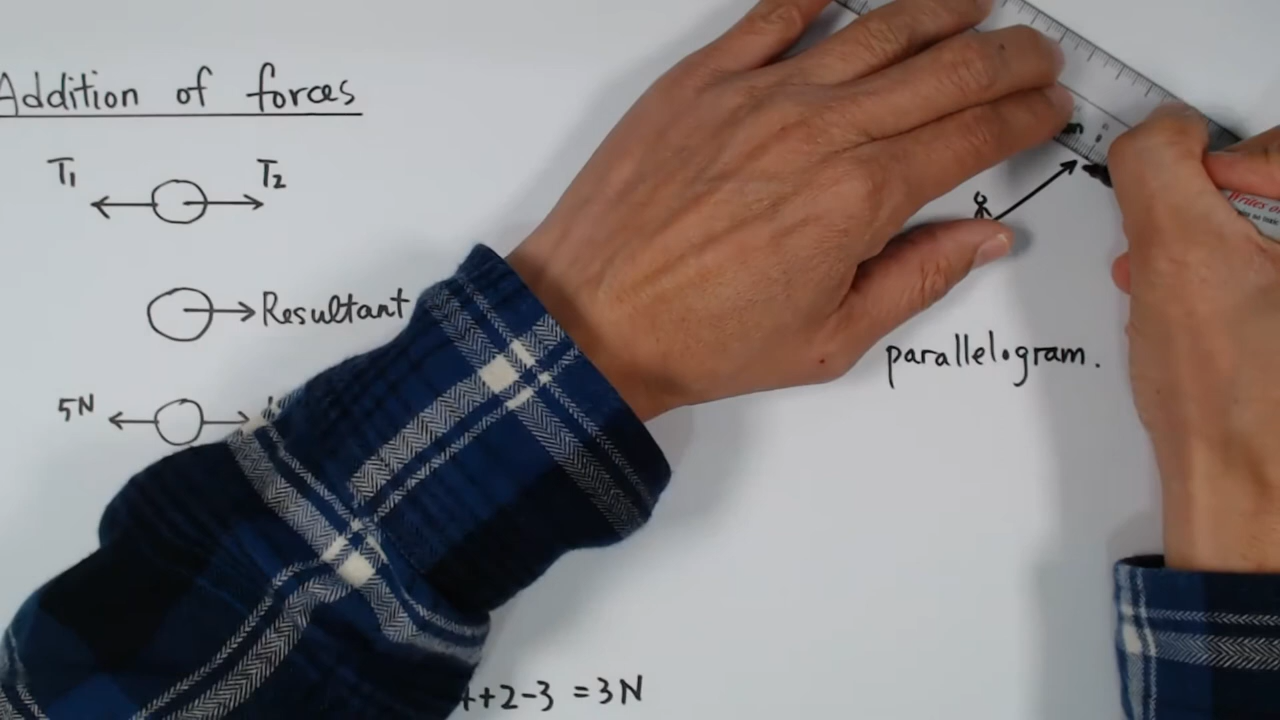 Addition of forces
T₁ T₂
Resultant
5N
parallelogram.
+2-3 = 3N